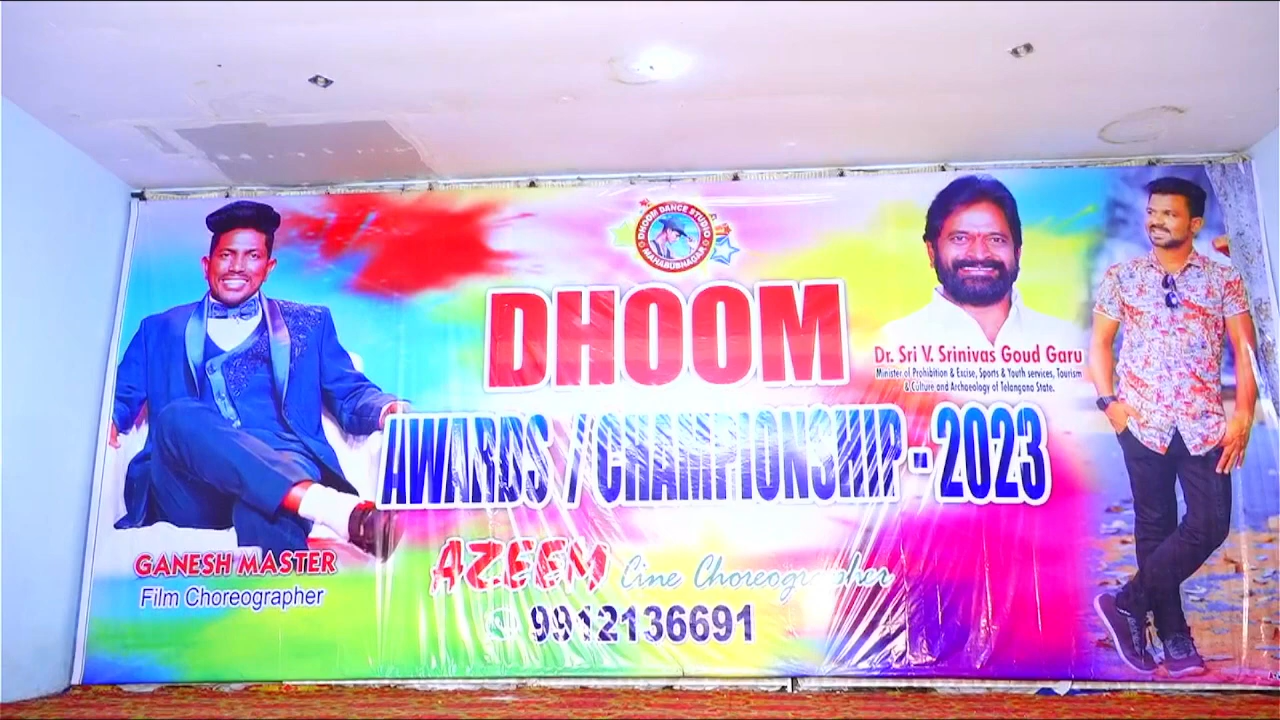 DHOOM DANCE STUDIO
MAHABUBNAGAR
DHOOM
Dr. Sri V. Srinivas Goud Garu
Minister of Prohibition & Excise, Sports & Youth services, Tourism
& Culture and Archaeology of Telangana State.
AWARDS / CHAMPIONSHIP - 2023
GANESH MASTER
Film Choreographer
AZEEM Cine Choreographer
9912136691